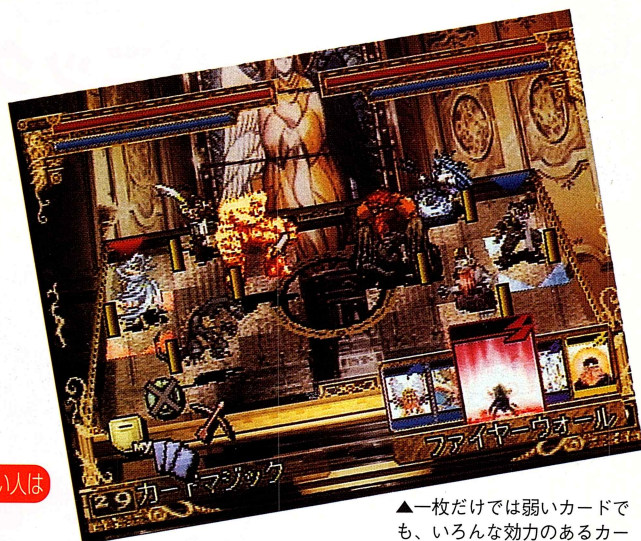 MY
29 カードマジック
ファイヤーウォール
い人は
▲一枚だけでは弱いカードで
も、いろんな効力のあるカー